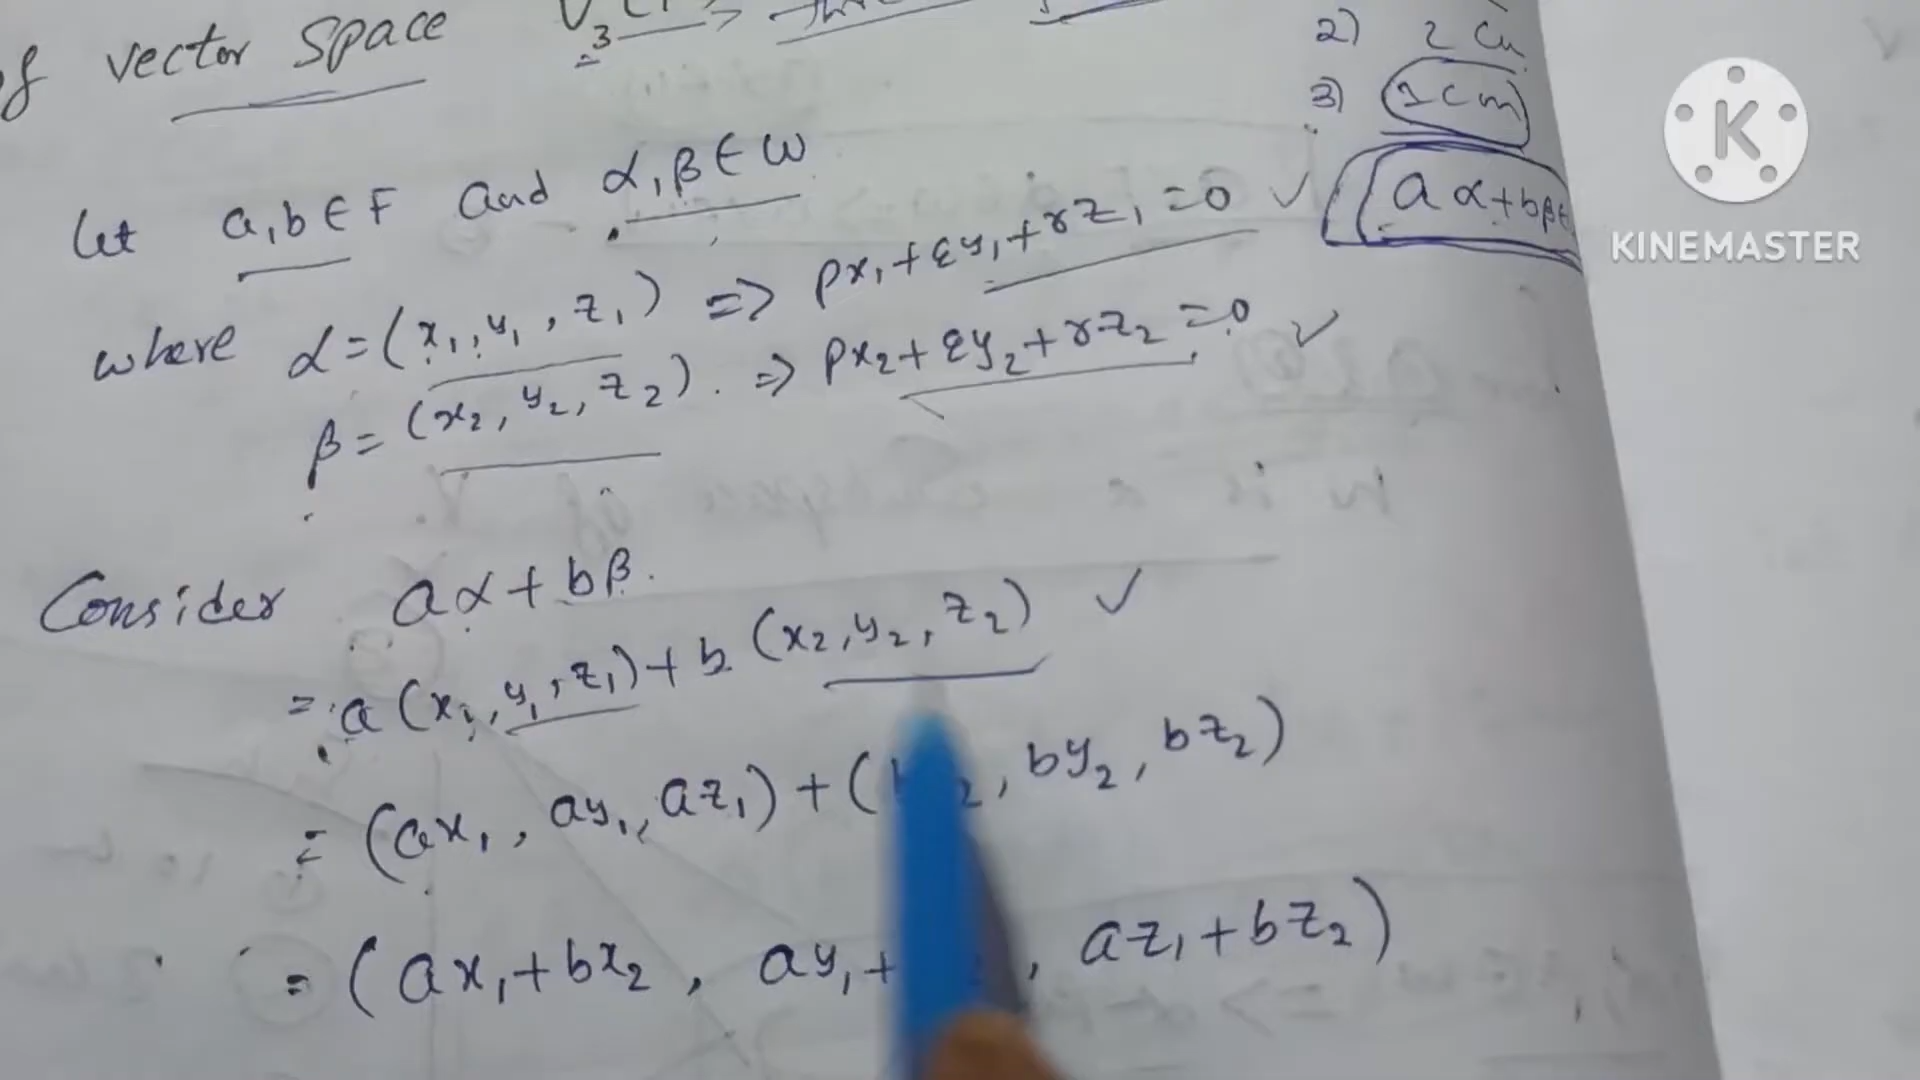 of vector Space V₃
2) 2 Cm
3) 1 cm
Let a,b ∈ F and α,β ∈ W
aα+bβ∈
where α=(x₁,y₁,z₁) => px₁+qy₁+rz₁=0 ✓
β=(x₂,y₂,z₂). => px₂+qy₂+rz₂=0 ✓
Consider aα+bβ.
= a(x₁,y₁,z₁)+b(x₂,y₂,z₂) ✓
= (ax₁, ay₁, az₁)+( ₂, by₂, bz₂)
= (ax₁+bx₂, ay₁+ , az₁+bz₂)
K
KINEMASTER